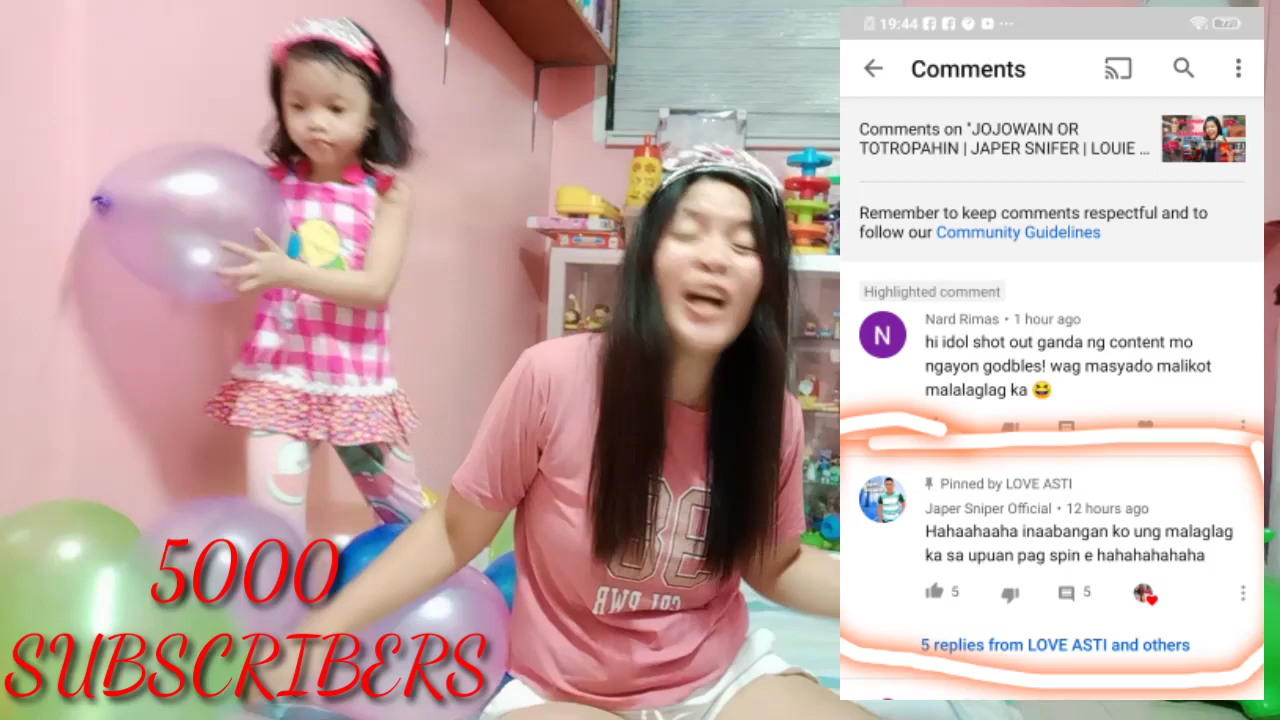 19:44
Comments
Comments on "JOJOWAIN OR
TOTROPAHIN | JAPER SNIFER | LOUIE ...
Remember to keep comments respectful and to
follow our Community Guidelines
Highlighted comment
N
Nard Rimas • 1 hour ago
hi idol shot out ganda ng content mo
ngayon godbles! wag masyado malikot
malalaglag ka 😆
Pinned by LOVE ASTI
Japer Sniper Official • 12 hours ago
Hahaahaaha inaabangan ko ung malaglag
ka sa upuan pag spin e hahahahahaha
5
5
5 replies from LOVE ASTI and others
5000
SUBSCRIBERS